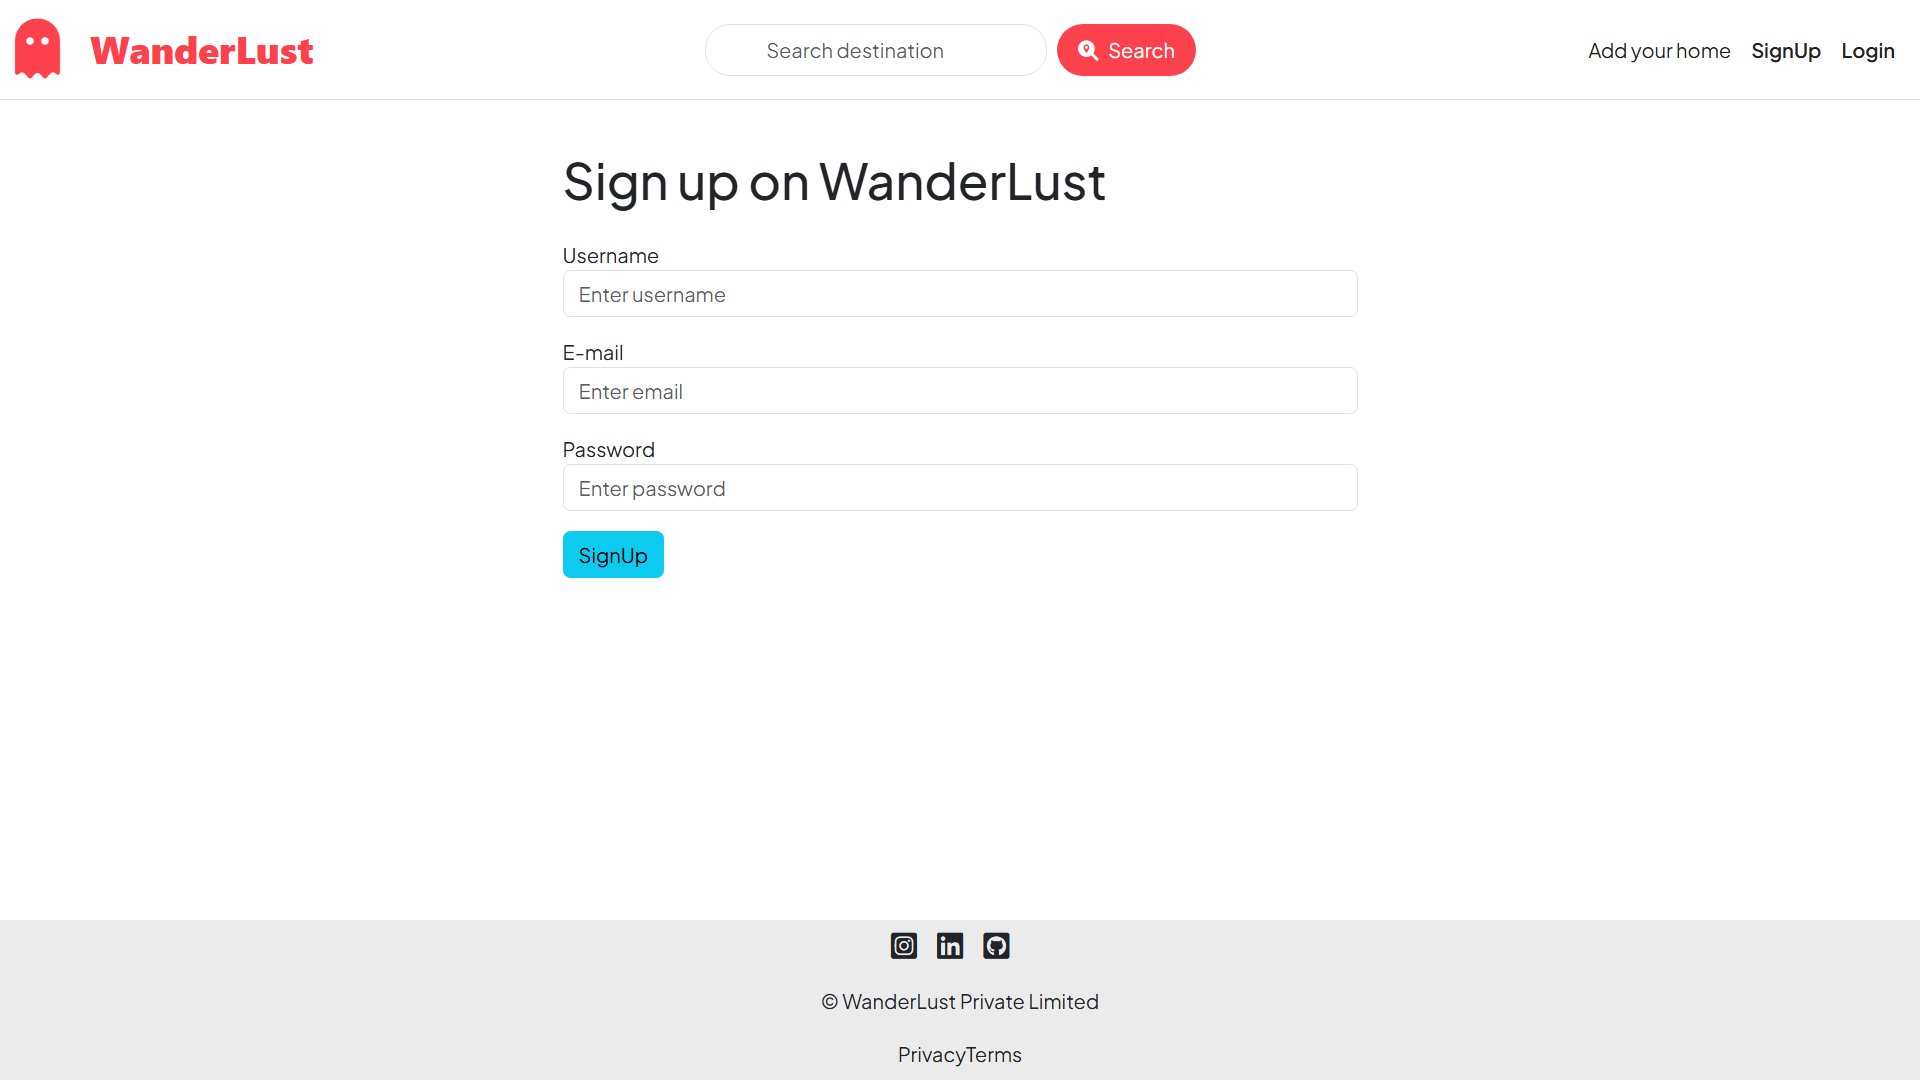 WanderLust
Search destination
Search
Add your home
SignUp
Login
Sign up on WanderLust
Username
Enter username
E-mail
Enter email
Password
Enter password
SignUp
in
© WanderLust Private Limited
PrivacyTerms